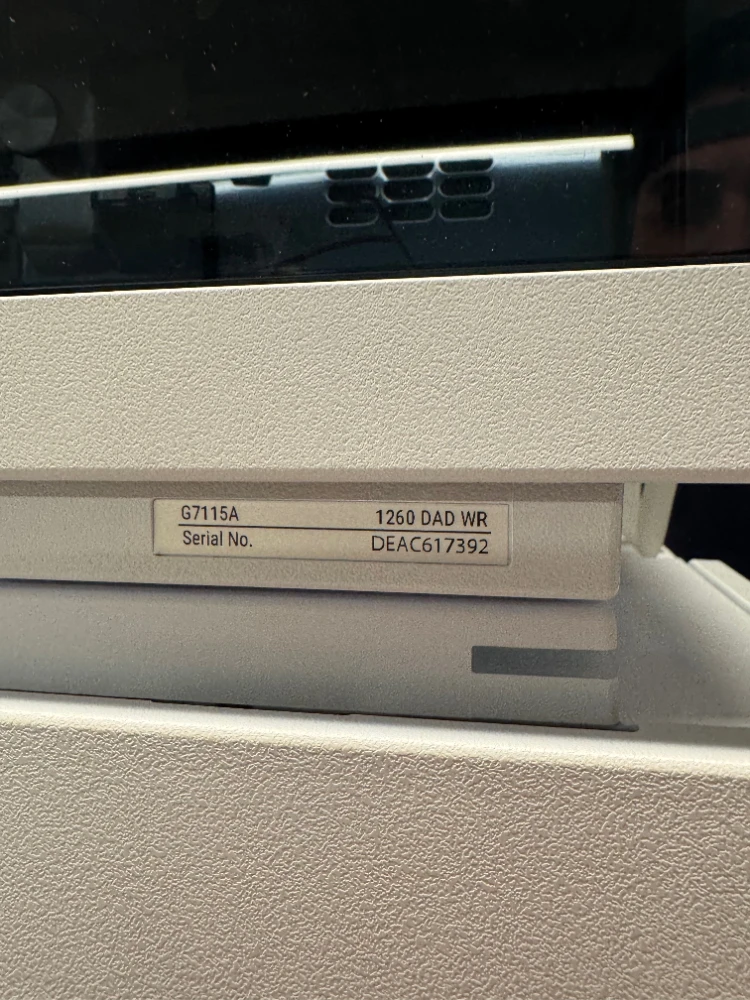 G7115A 1260 DAD WR
Serial No. DEAC617392